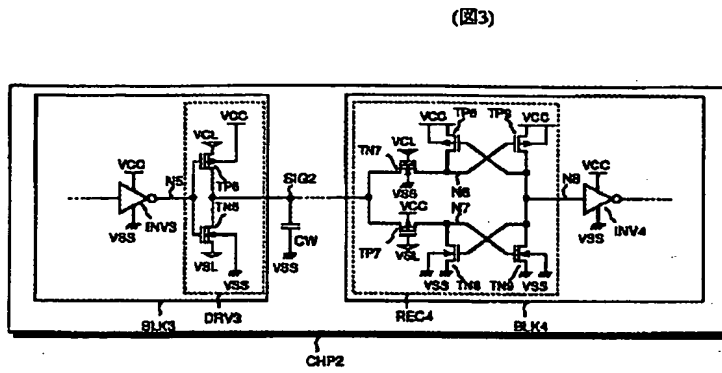 (図3)
TP8
TP9
VCC
VCC
VCC
VCL
TN7
VCL
VCC
N5
TP6
SIG2
VSS
N6
N8
VCC
INV3
TN6
VCC
N7
VSS
CW
VSS
INV4
VSL
VSS
TP7
VSL
VSS
VSS
TN8
TN9
VSS
BLK3
DRV3
REC4
BLK4
CHP2